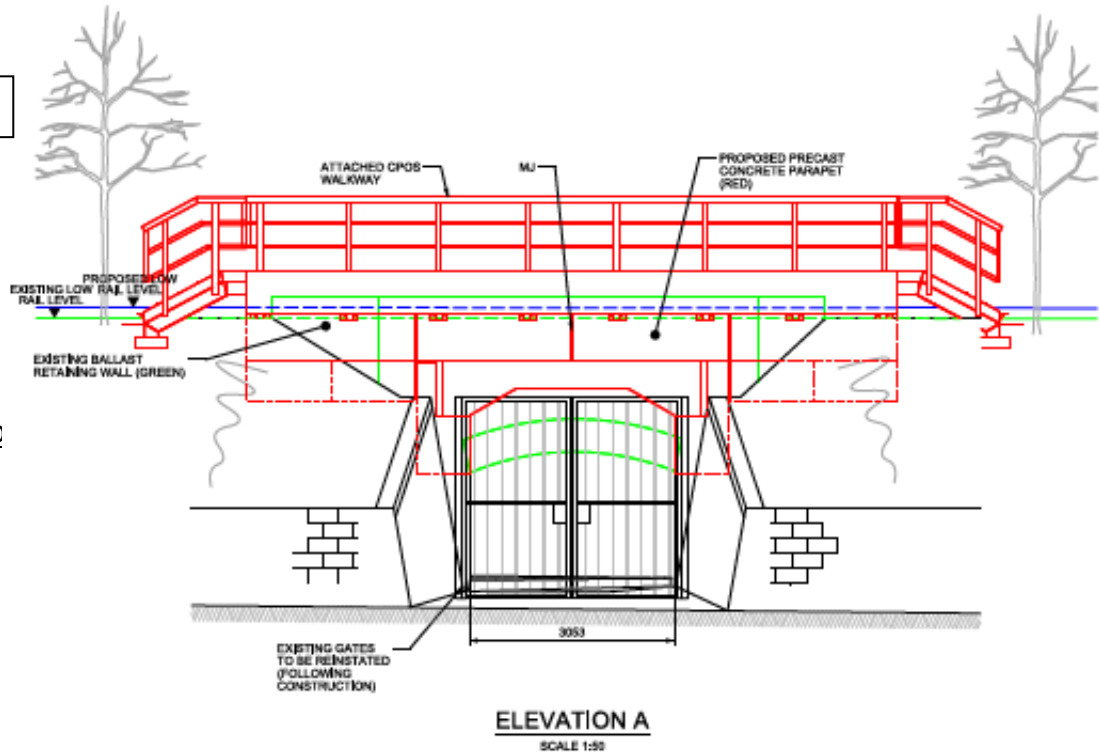 ATTACHED CPOS
WALKWAY
MJ
PROPOSED PRECAST
CONCRETE PARAPET
(RED)
PROPOSED LOW
RAIL LEVEL
EXISTING LOW
RAIL LEVEL
EXISTING BALLAST
RETAINING WALL (GREEN)
3053
EXISTING GATES
TO BE REINSTATED
(FOLLOWING
CONSTRUCTION)
ELEVATION A
SCALE 1:50